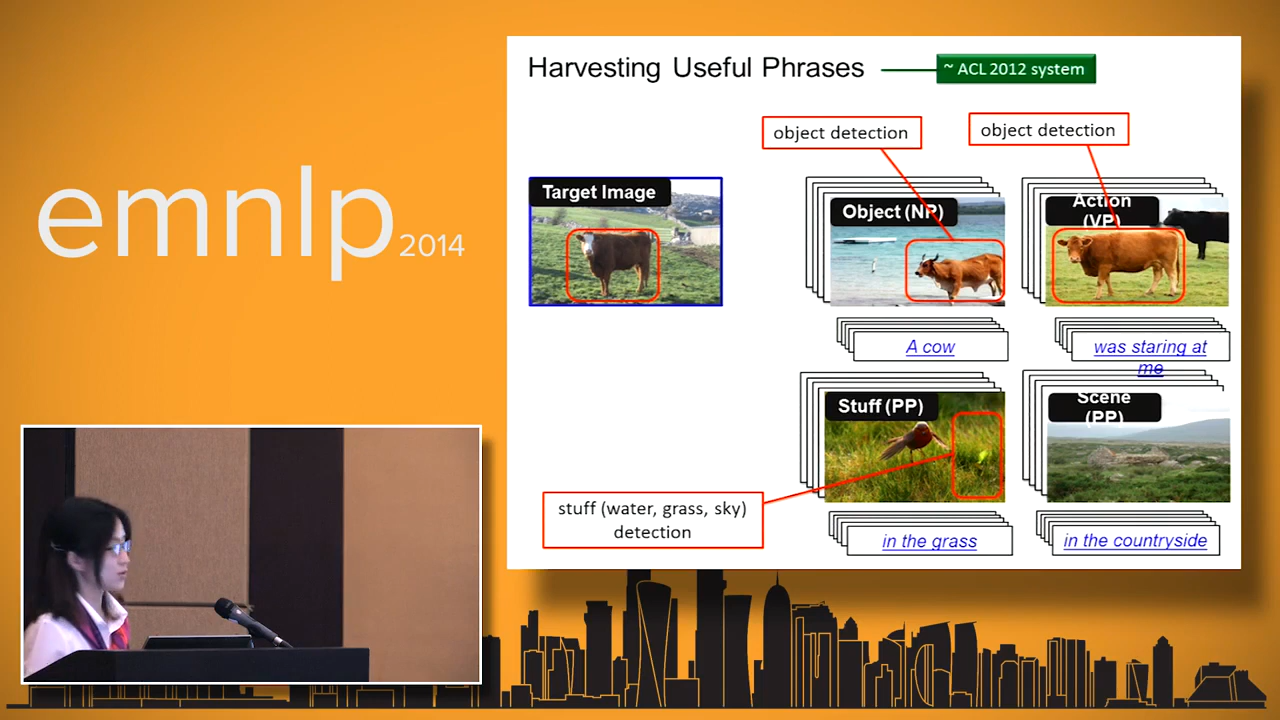 emnlp 2014
Harvesting Useful Phrases
~ ACL 2012 system
object detection
object detection
Target Image
Object (NP)
Action
(VP)
A cow
was staring at
me
Stuff (PP)
Scene
(PP)
stuff (water, grass, sky)
detection
in the grass
in the countryside